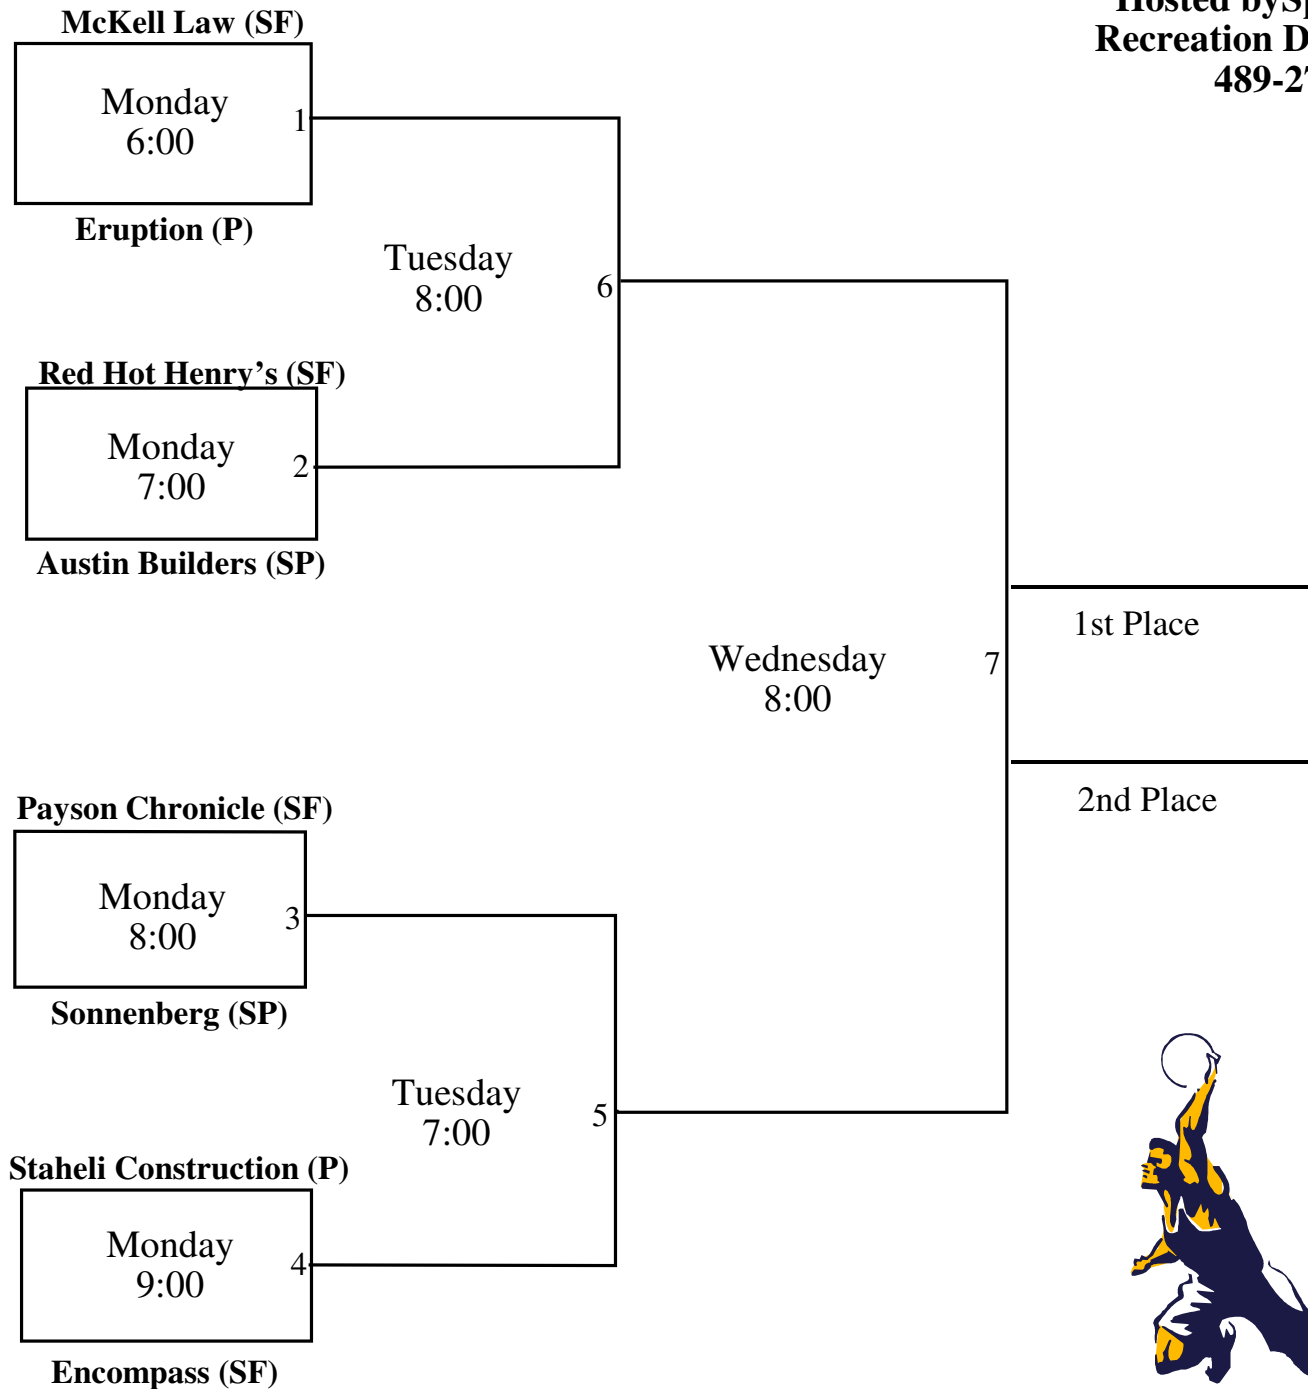 McKell Law (SF)
Monday
6:00
1
Eruption (P)
Tuesday
8:00
6
Red Hot Henry’s (SF)
Monday
7:00
2
Austin Builders (SP)
Hosted by
Recreation
1st Place
Wednesday
8:00
7
2nd Place
Payson Chronicle (SF)
Monday
8:00
3
Sonnenberg (SP)
Tuesday
7:00
5
Staheli Construction (P)
Monday
9:00
4
Encompass (SF)